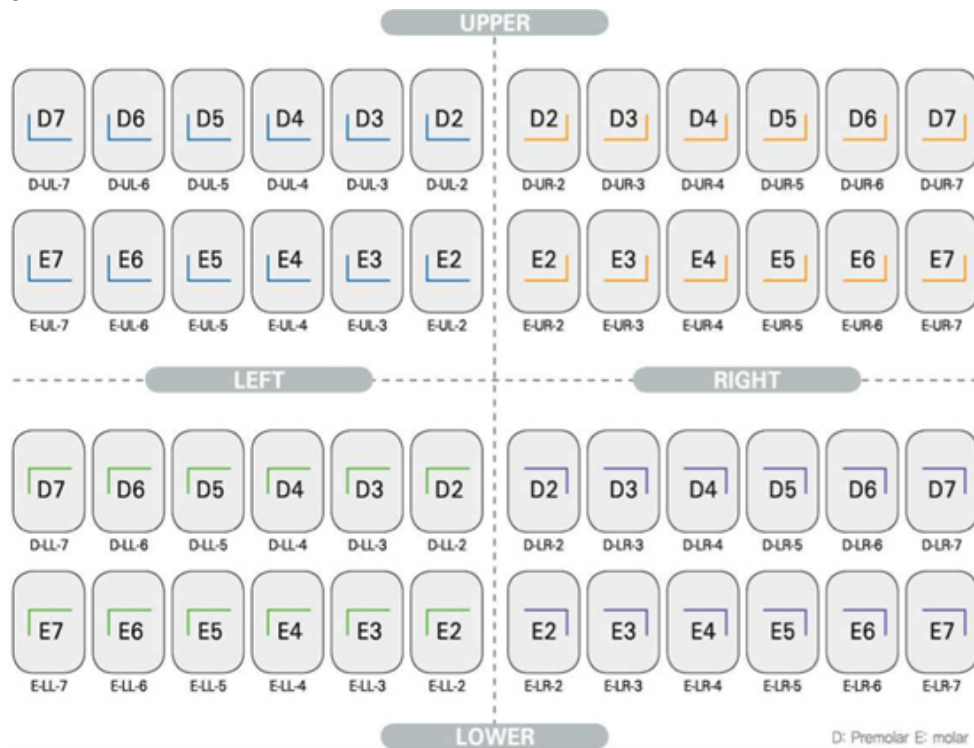 UPPER
D7 D6 D5 D4 D3 D2 D2 D3 D4 D5 D6 D7
D-UL-7 D-UL-6 D-UL-5 D-UL-4 D-UL-3 D-UL-2 D-UR-2 D-UR-3 D-UR-4 D-UR-5 D-UR-6 D-UR-7
E7 E6 E5 E4 E3 E2 E2 E3 E4 E5 E6 E7
E-UL-7 E-UL-6 E-UL-5 E-UL-4 E-UL-3 E-UL-2 E-UR-2 E-UR-3 E-UR-4 E-UR-5 E-UR-6 E-UR-7
LEFT RIGHT
D7 D6 D5 D4 D3 D2 D2 D3 D4 D5 D6 D7
D-LL-7 D-LL-6 D-LL-5 D-LL-4 D-LL-3 D-LL-2 D-LR-2 D-LR-3 D-LR-4 D-LR-5 D-LR-6 D-LR-7
E7 E6 E5 E4 E3 E2 E2 E3 E4 E5 E6 E7
E-LL-7 E-LL-6 E-LL-5 E-LL-4 E-LL-3 E-LL-2 E-LR-2 E-LR-3 E-LR-4 E-LR-5 E-LR-6 E-LR-7
LOWER
D: Premolar E: molar